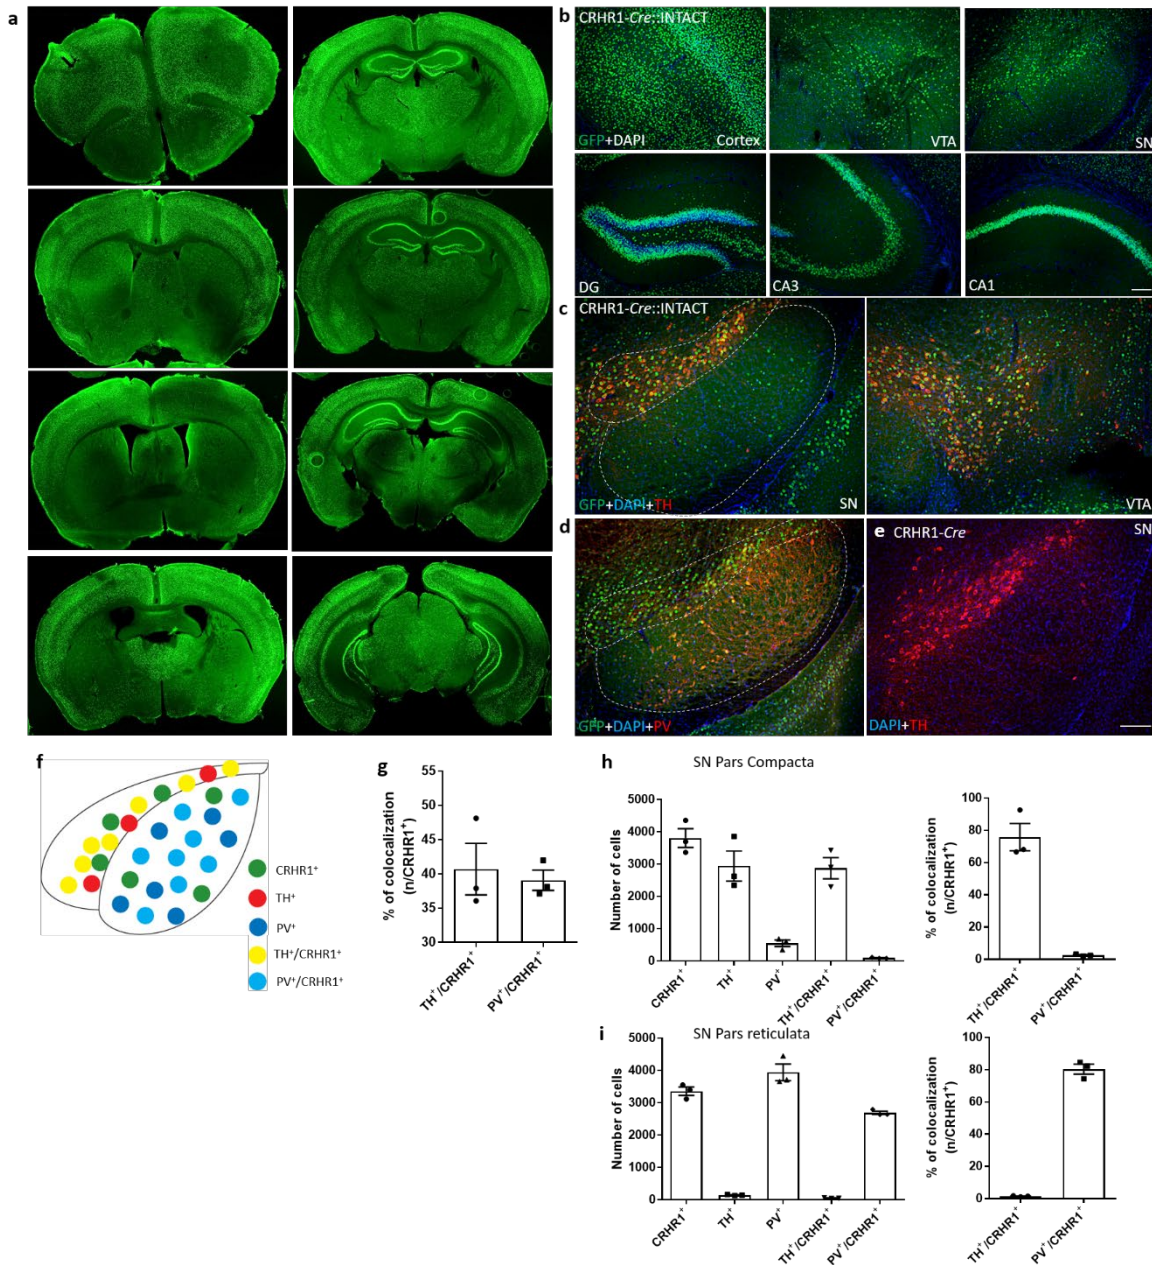 a
b
CRHR1-Cre::INTACT
GFP+DAPI
Cortex
VTA
SN
DG
CA3
CA1
c
CRHR1-Cre::INTACT
GFP+DAPI+TH
SN
VTA
d
GFP+DAPI+PV
e
CRHR1-Cre
SN
DAPI+TH
f
CRHR1⁺
TH⁺
PV⁺
TH⁺/CRHR1⁺
PV⁺/CRHR1⁺
g
% of colocalization
(n/CRHR1⁺)
55
50
45
40
35
30
TH⁺/CRHR1⁺
PV⁺/CRHR1⁺
h
SN Pars Compacta
Number of cells
5000
4000
3000
2000
1000
0
CRHR1⁺
TH⁺
PV⁺
TH⁺/CRHR1⁺
PV⁺/CRHR1⁺
% of colocalization
(n/CRHR1⁺)
100
80
60
40
20
0
TH⁺/CRHR1⁺
PV⁺/CRHR1⁺
i
SN Pars reticulata
Number of cells
5000
4000
3000
2000
1000
0
CRHR1⁺
TH⁺
PV⁺
TH⁺/CRHR1⁺
PV⁺/CRHR1⁺
% of colocalization
(n/CRHR1⁺)
100
80
60
40
20
0
TH⁺/CRHR1⁺
PV⁺/CRHR1⁺